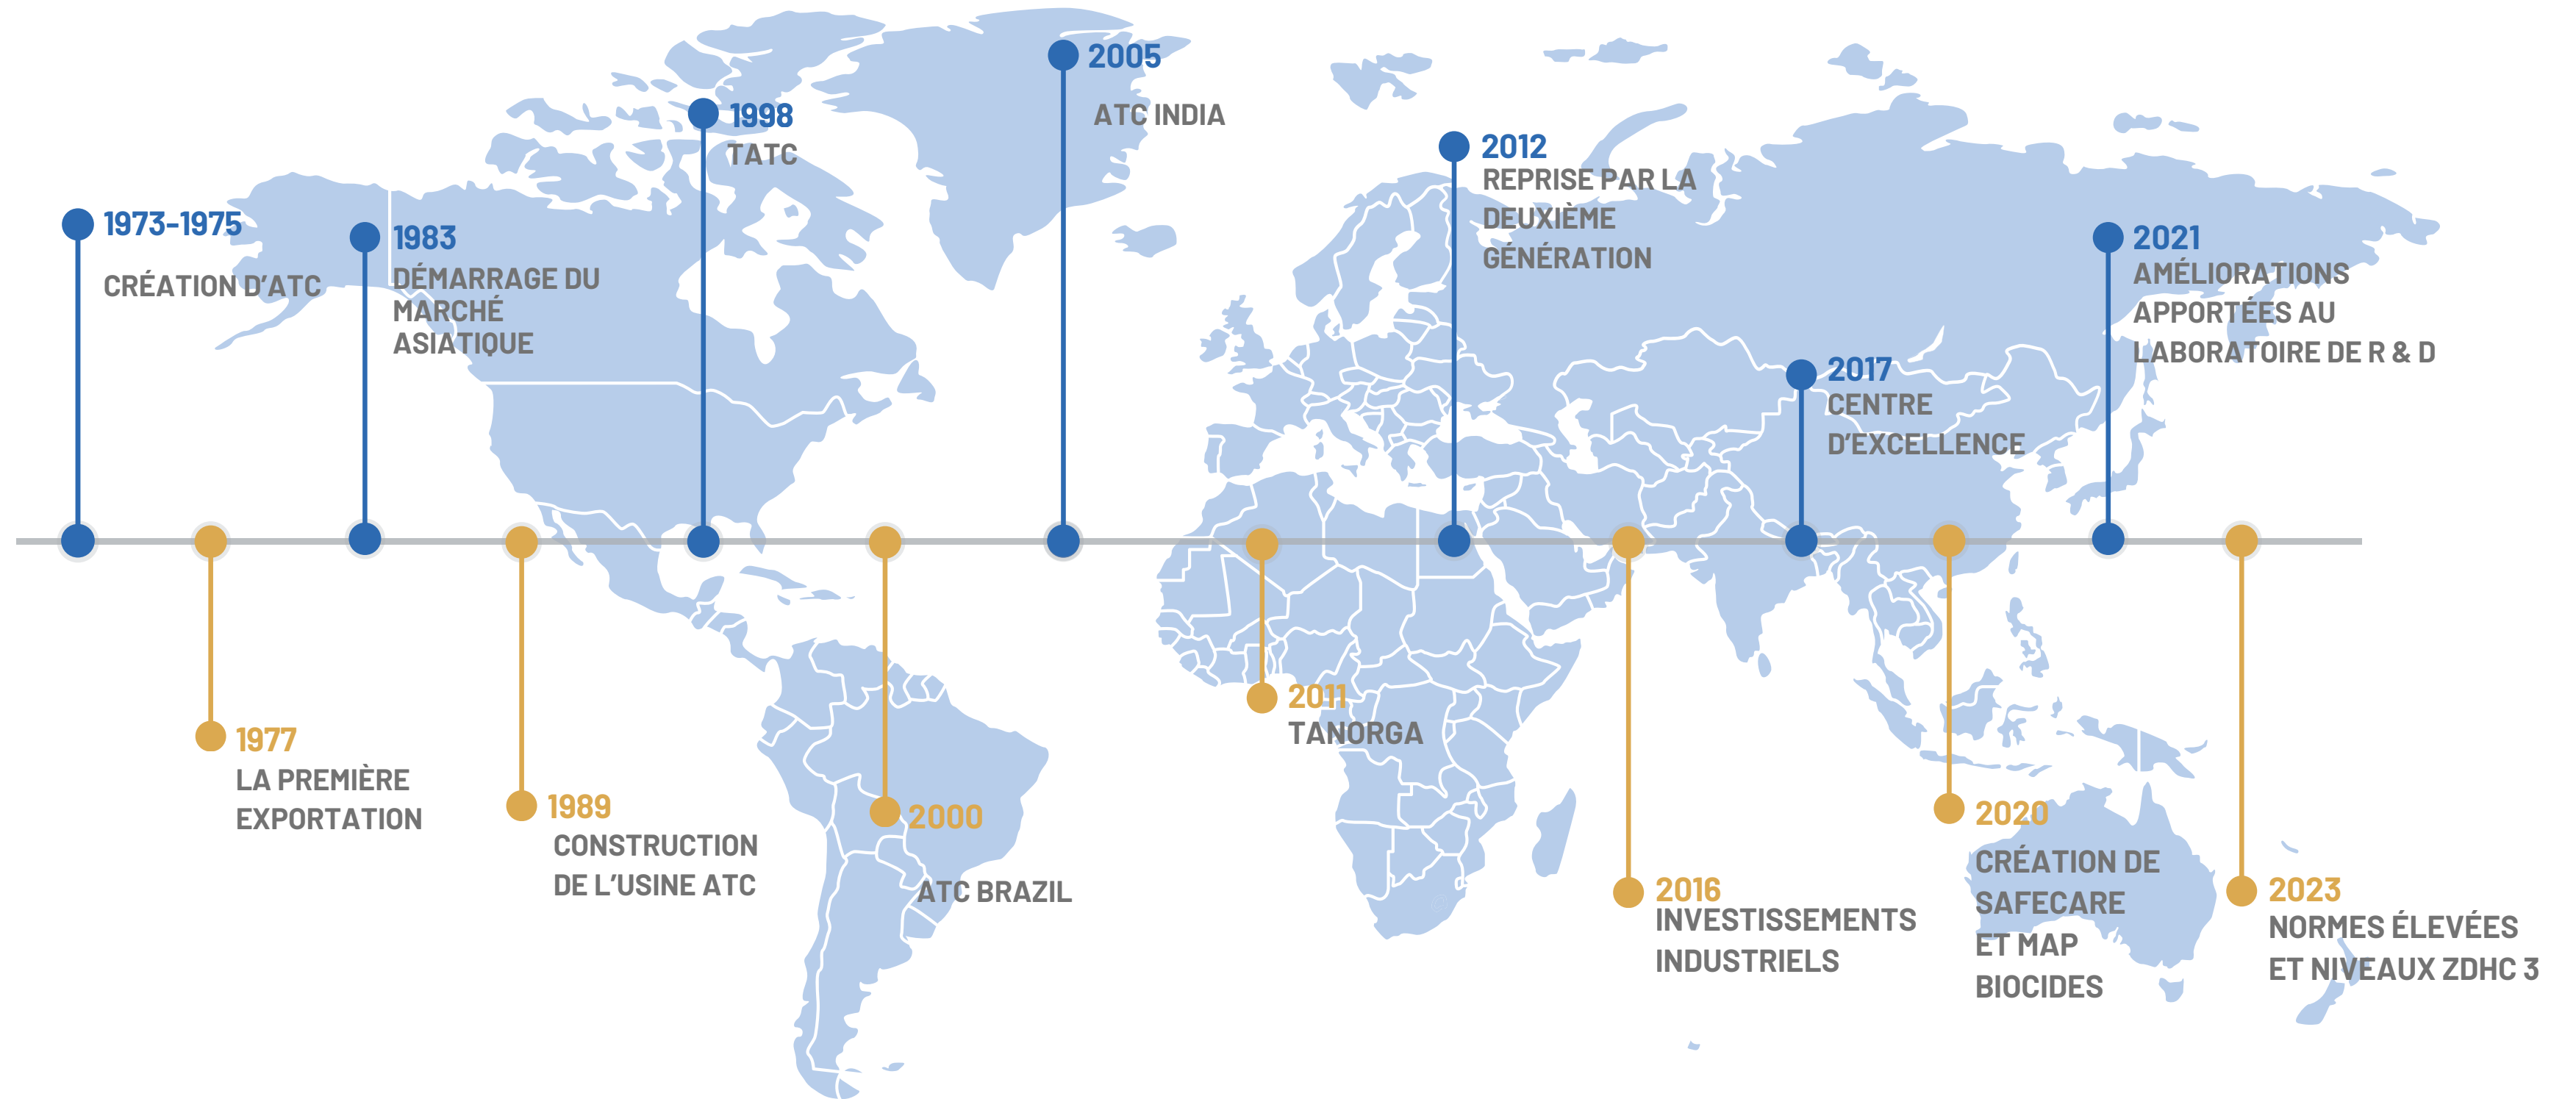 1973-1975
CRÉATION D'ATC
1977
LA PREMIÈRE
EXPORTATION
1983
DÉMARRAGE DU
MARCHÉ
ASIATIQUE
1989
CONSTRUCTION
DE L'USINE ATC
1998
TATC
2000
ATC BRAZIL
2005
ATC INDIA
2011
TANORGA
2012
REPRISE PAR LA
DEUXIÈME
GÉNÉRATION
2016
INVESTISSEMENTS
INDUSTRIELS
2017
CENTRE
D'EXCELLENCE
2020
CRÉATION DE
SAFECARE
ET MAP
BIOCIDES
2021
AMÉLIORATIONS
APPORTÉES AU
LABORATOIRE DE R & D
2023
NORMES ÉLEVÉES
ET NIVEAUX ZDHC 3